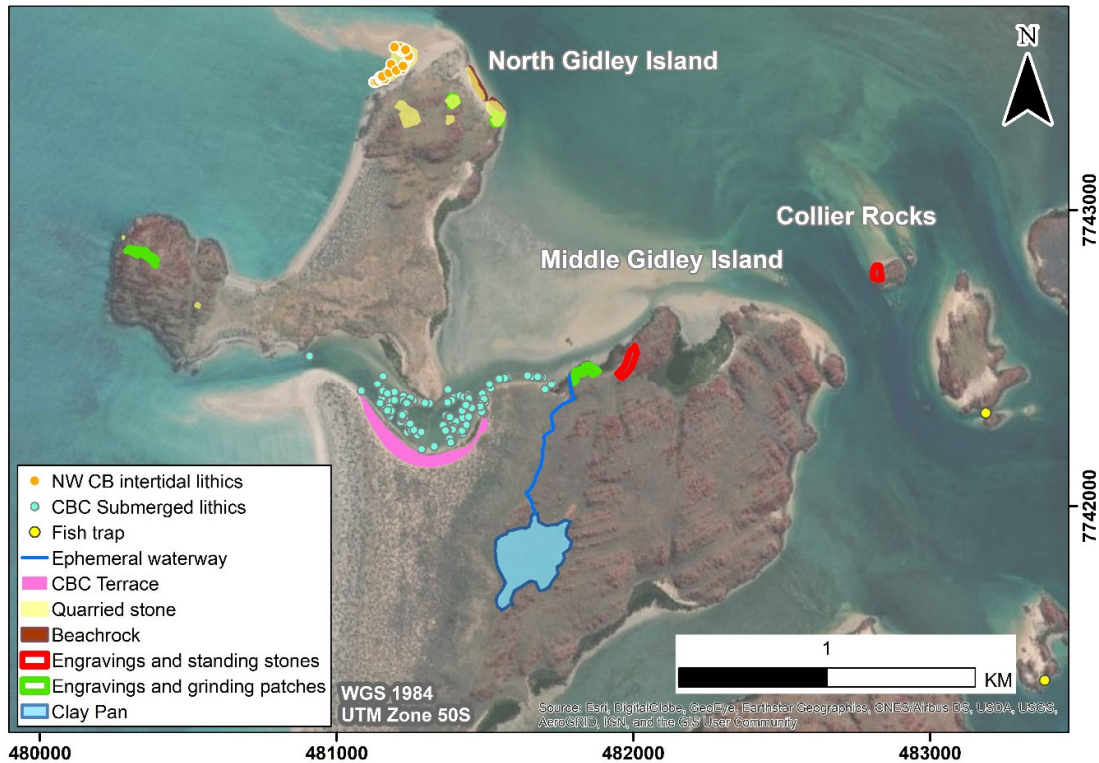 North Gidley Island
N
Collier Rocks
Middle Gidley Island
7743000
7742000
NW CB intertidal lithics
CBC Submerged lithics
Fish trap
Ephemeral waterway
CBC Terrace
Quarried stone
Beachrock
Engravings and standing stones
Engravings and grinding patches
Clay Pan
WGS 1984
UTM Zone 50S
1
KM
Source: Esri, DigitalGlobe, GeoEye, Earthstar Geographics, CNES/Airbus DS, USDA, USGS,
AeroGRID, IGN, and the GIS User Community
480000
481000
482000
483000